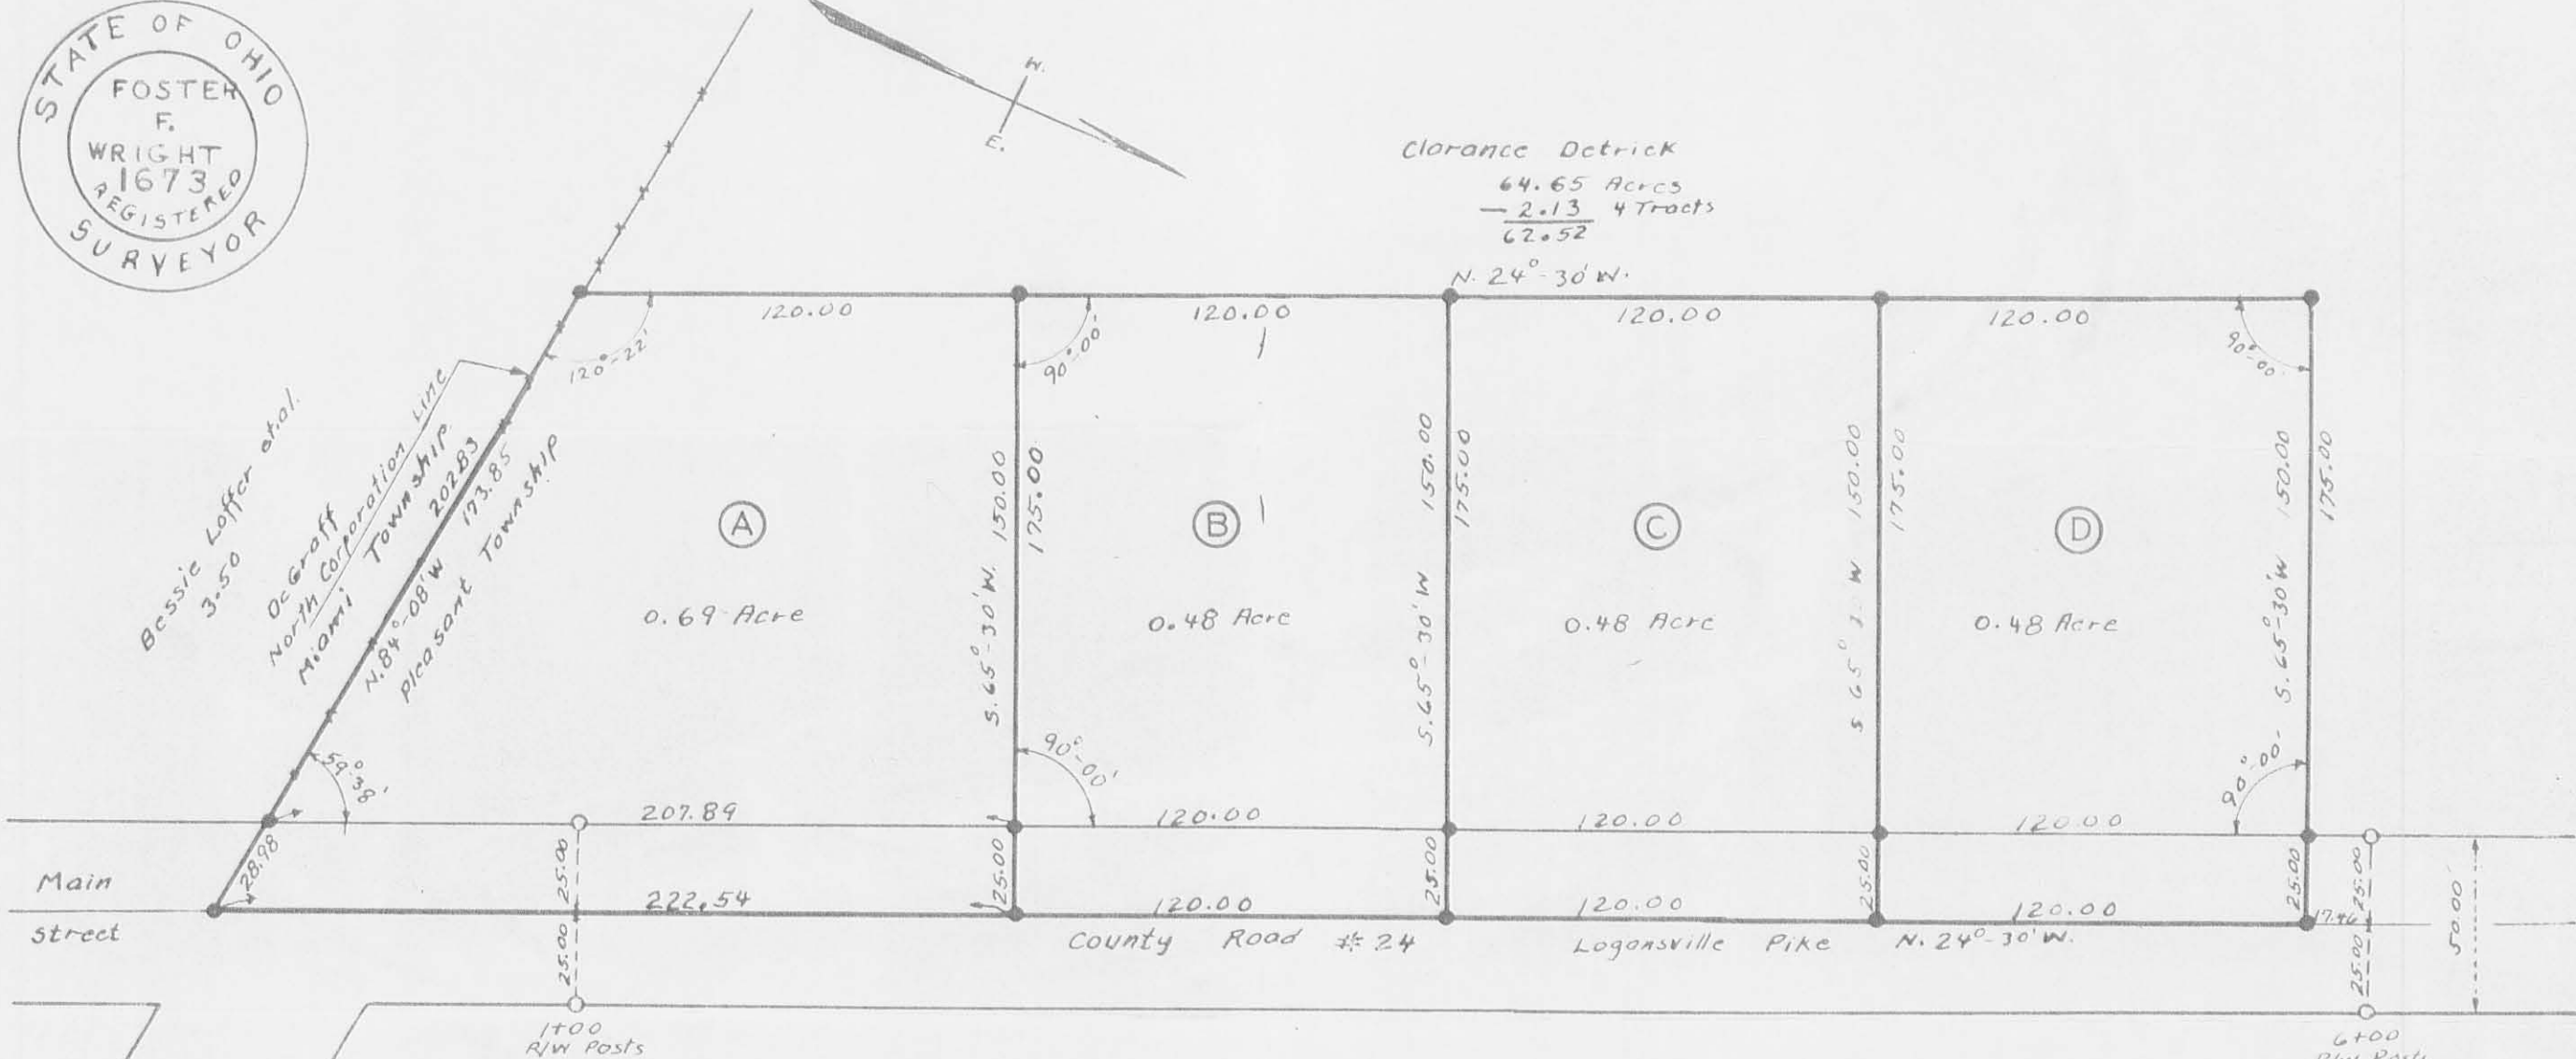 STATE OF OHIO
FOSTER
F.
WRIGHT
1673
REGISTERED
SURVEYOR
W.
E.
Clarance Detrick
64.65 Acres
— 2.13 4 Tracts
62.52
N. 24°-30' W.
120.00
120.00
120.00
120.00
120°-22'
90°-00'
90°-00'
Bessie Loffer et.al.
3.50
DeGraff
North Corporation Line
Miami Township
202.83
N.84°-08'W 173.85
Pleasant Township
59°-38'
A
0.69 Acre
S.65°-30'W. 150.00
175.00
B
0.48 Acre
S.65°-30'W 150.00
175.00
C
0.48 Acre
S 65° W 150.00
175.00
D
0.48 Acre
S.65°-30'W 150.00
175.00
90°-00'
90°-00'
207.89
120.00
120.00
120.00
28.98
25.00
25.00
25.00
25.00
25.00
25.00
50.00'
Main
Street
222.54
120.00
120.00
120.00
17.46
County Road #24
Logansville Pike
N. 24°-30' W.
25.00
25.00
1+00
R/W Posts
6+00
R/W Posts